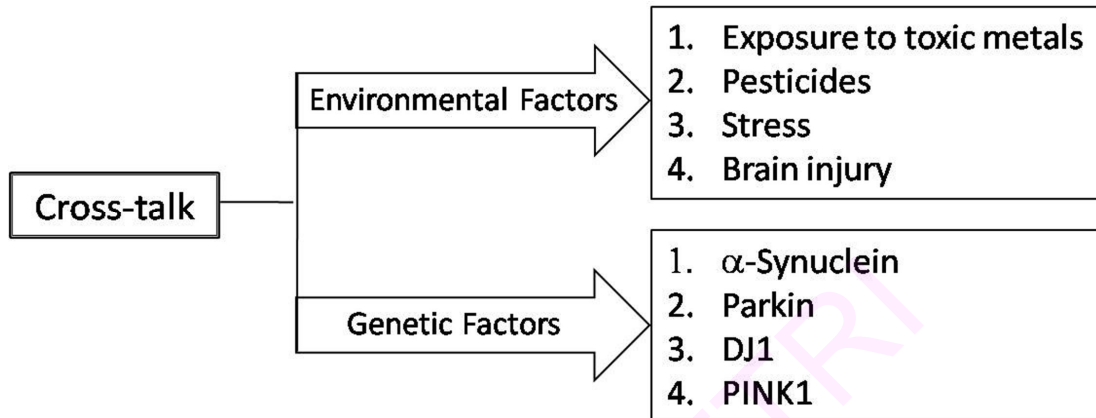 Cross-talk
Environmental Factors
1. Exposure to toxic metals
2. Pesticides
3. Stress
4. Brain injury
Genetic Factors
1. α-Synuclein
2. Parkin
3. DJ1
4. PINK1